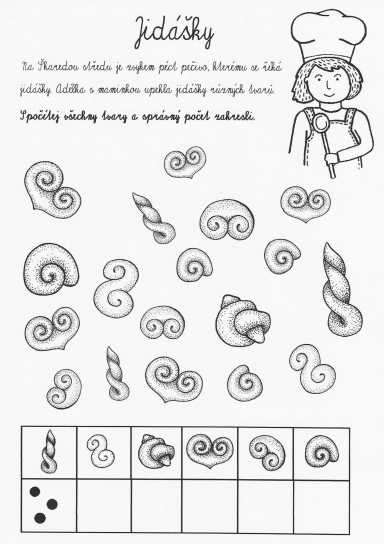 Jidášky
Na Škaredou středu je zvykem péct pečivo, kterému se říká
jidášky. Adélka s maminkou upekla jidášky různých tvarů.
Spočítej všechny tvary a správný počet zakresli.